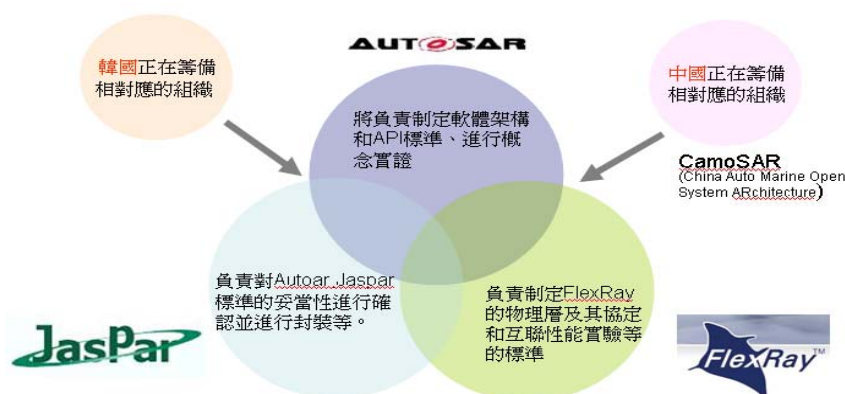 AUTOSAR
韓國正在籌備
相對應的組織
中國正在籌備
相對應的組織
將負責制定軟體架構
和API標準、進行概
念實證
CamoSAR
(China Auto Marine Open
System ARchitecture)
負責對Autoar Jaspar
標準的妥當性進行確
認並進行封裝等。
負責制定FlexRay
的物理層及其協定
和互聯性能實驗等
的標準
JasPar
FlexRay™